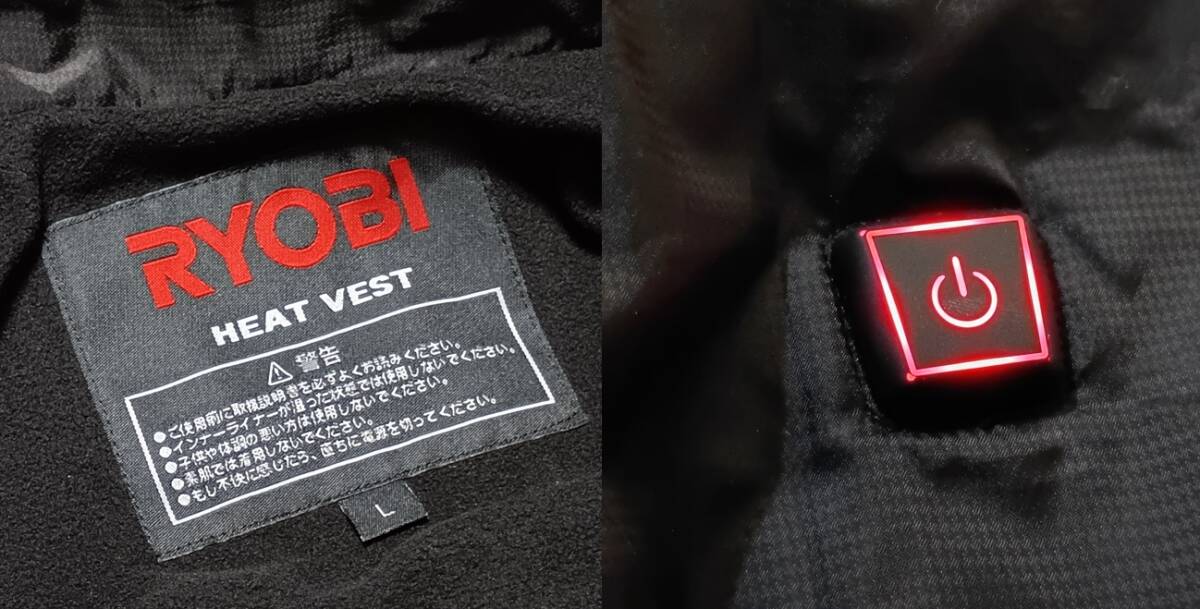 RYOBI
HEAT VEST
⚠ 警告
●ご使用前に取扱説明書を必ずよくお読みください。
●インナーライナーが湿った状態では使用しないでください。
●子供や体調の悪い方は使用しないでください。
●素肌では着用しないでください。
●もし不快に感じたら、直ちに電源を切ってください。
L